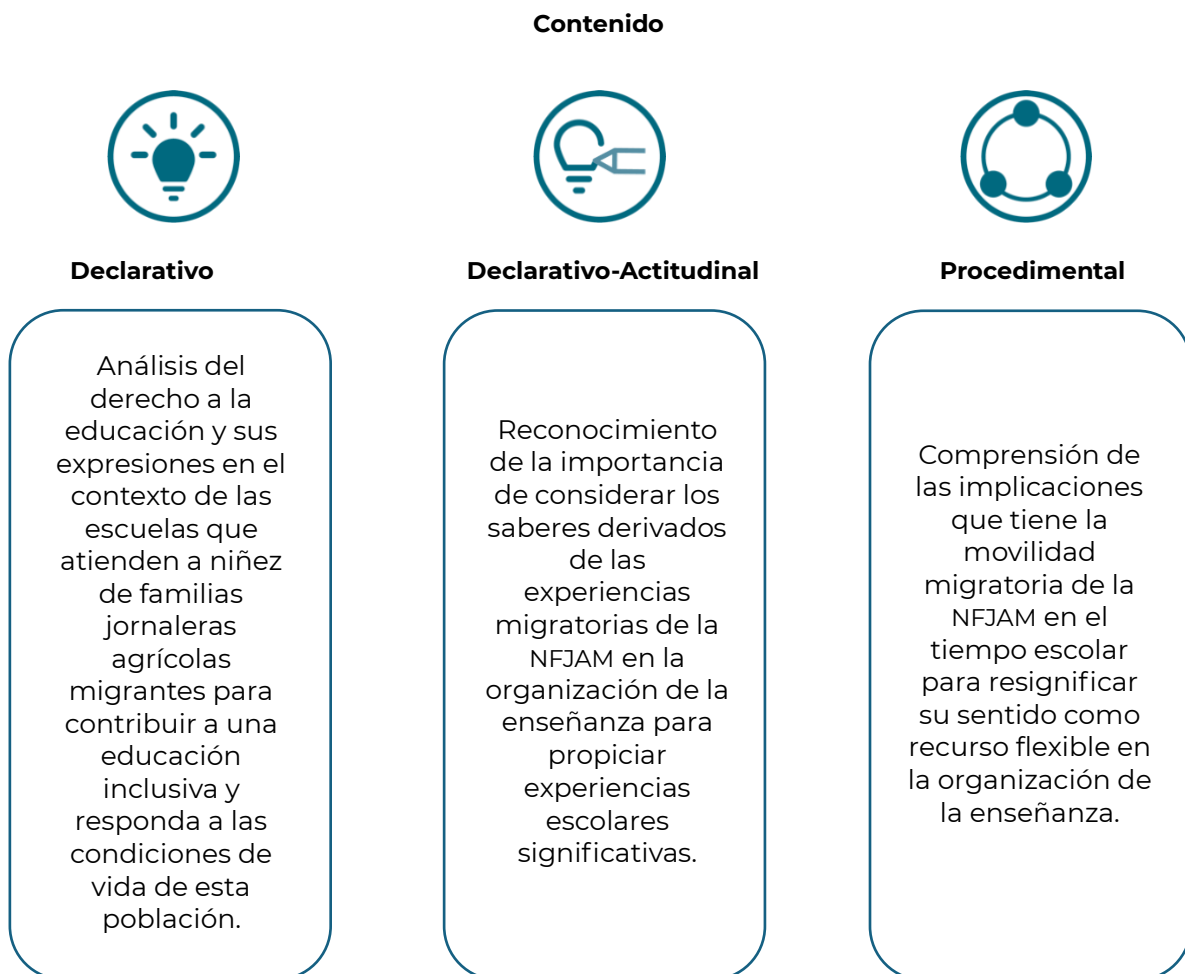 Contenido
Declarativo
Análisis del
derecho a la
educación y sus
expresiones en el
contexto de las
escuelas que
atienden a niñez
de familias
jornaleras
agrícolas
migrantes para
contribuir a una
educación
inclusiva y
responda a las
condiciones de
vida de esta
población.
Declarativo-Actitudinal
Reconocimiento
de la importancia
de considerar los
saberes derivados
de las
experiencias
migratorias de la
NFJAM en la
organización de la
enseñanza para
propiciar
experiencias
escolares
significativas.
Procedimental
Comprensión de
las implicaciones
que tiene la
movilidad
migratoria de la
NFJAM en el
tiempo escolar
para resignificar
su sentido como
recurso flexible en
la organización de
la enseñanza.